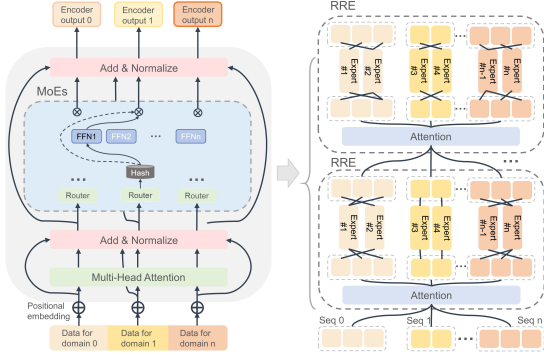 Encoder
output 0
Encoder
output 1
Encoder
output n
Add & Normalize
MoEs
FFN1
FFN2
...
FFNn
Hash
...
...
Router
Router
Router
Add & Normalize
Multi-Head Attention
Positional
embedding
Data for
domain 0
Data for
domain 1
Data for
domain n
RRE
...
Expert
#1
Expert
#2
Expert
#3
Expert
#4
Expert
#n-1
Expert
#n
...
Attention
RRE
...
...
Expert
#1
Expert
#2
Expert
#3
Expert
#4
Expert
#n-1
Expert
#n
...
Attention
Seq 0
Seq 1
Seq n
...